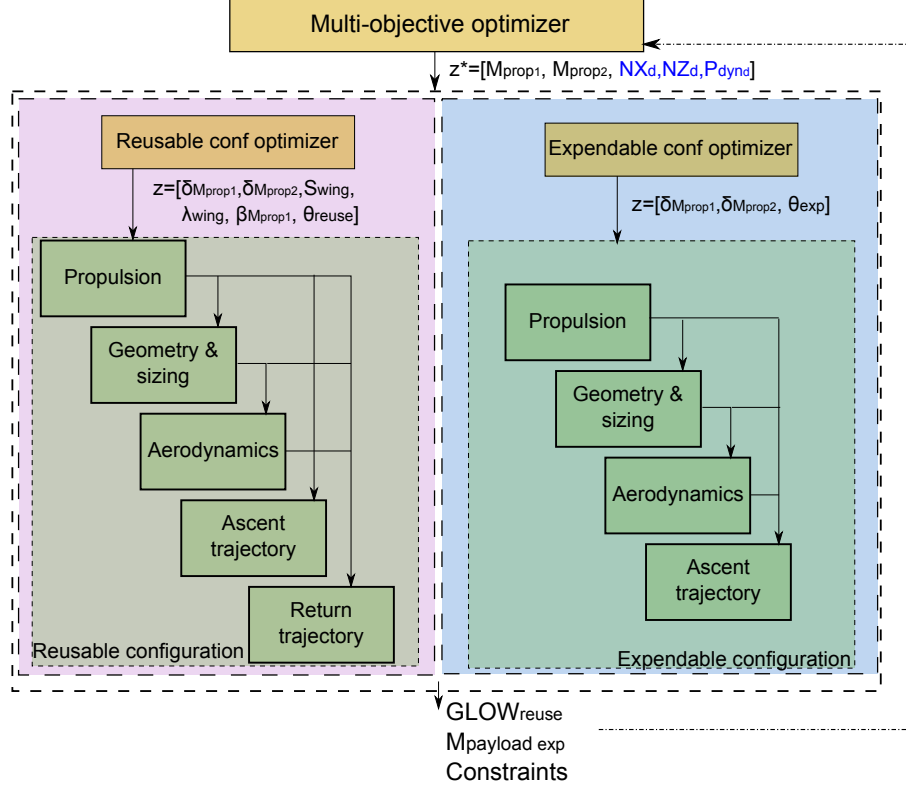 Multi-objective optimizer
z*=[Mprop1, Mprop2, NXd,NZd,Pdynd]
Reusable conf optimizer
z=[δMprop1,δMprop2,Swing,
λwing, βMprop1, θreuse]
Propulsion
Geometry &
sizing
Aerodynamics
Ascent
trajectory
Return
trajectory
Reusable configuration
Expendable conf optimizer
z=[δMprop1,δMprop2, θexp]
Propulsion
Geometry &
sizing
Aerodynamics
Ascent
trajectory
Expendable configuration
GLOWreuse
Mpayload exp
Constraints